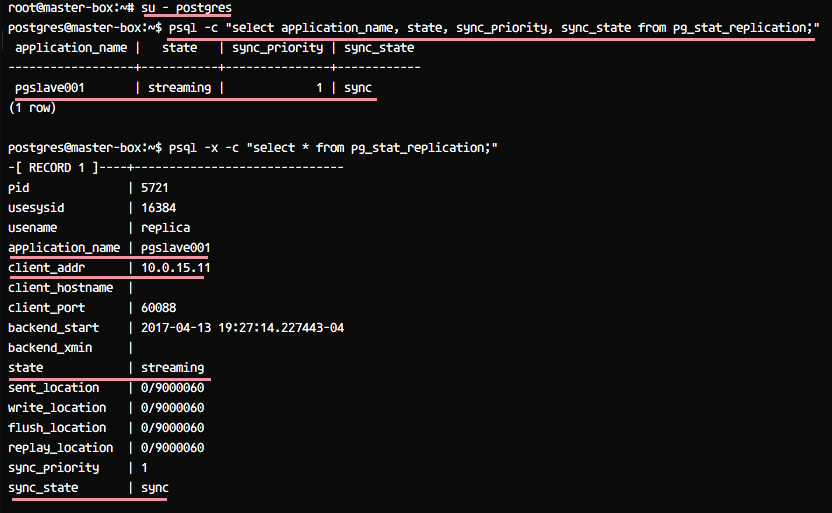 root@master-box:~# su - postgres
postgres@master-box:~$ psql -c "select application_name, state, sync_priority, sync_state from pg_stat_replication;"
 application_name |   state   | sync_priority | sync_state
------------------+-----------+---------------+------------
 pgslave001       | streaming |             1 | sync
(1 row)

postgres@master-box:~$ psql -x -c "select * from pg_stat_replication;"
-[ RECORD 1 ]----+------------------------------
pid              | 5721
usesysid         | 16384
usename          | replica
application_name | pgslave001
client_addr      | 10.0.15.11
client_hostname  |
client_port      | 60088
backend_start    | 2017-04-13 19:27:14.227443-04
backend_xmin     |
state            | streaming
sent_location    | 0/9000060
write_location   | 0/9000060
flush_location   | 0/9000060
replay_location  | 0/9000060
sync_priority    | 1
sync_state       | sync